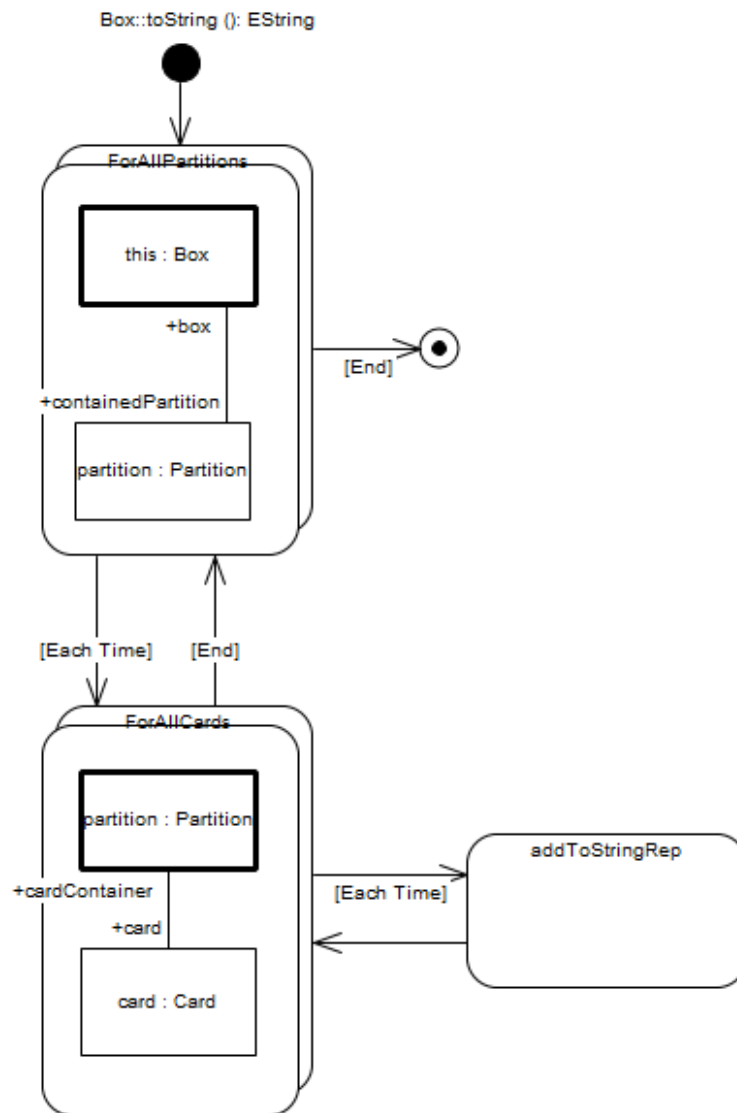 Box::toString (): EString
ForAllPartitions
this : Box
+box
[End]
+containedPartition
partition : Partition
[Each Time]
[End]
ForAllCards
partition : Partition
addToStringRep
+cardContainer
[Each Time]
+card
card : Card